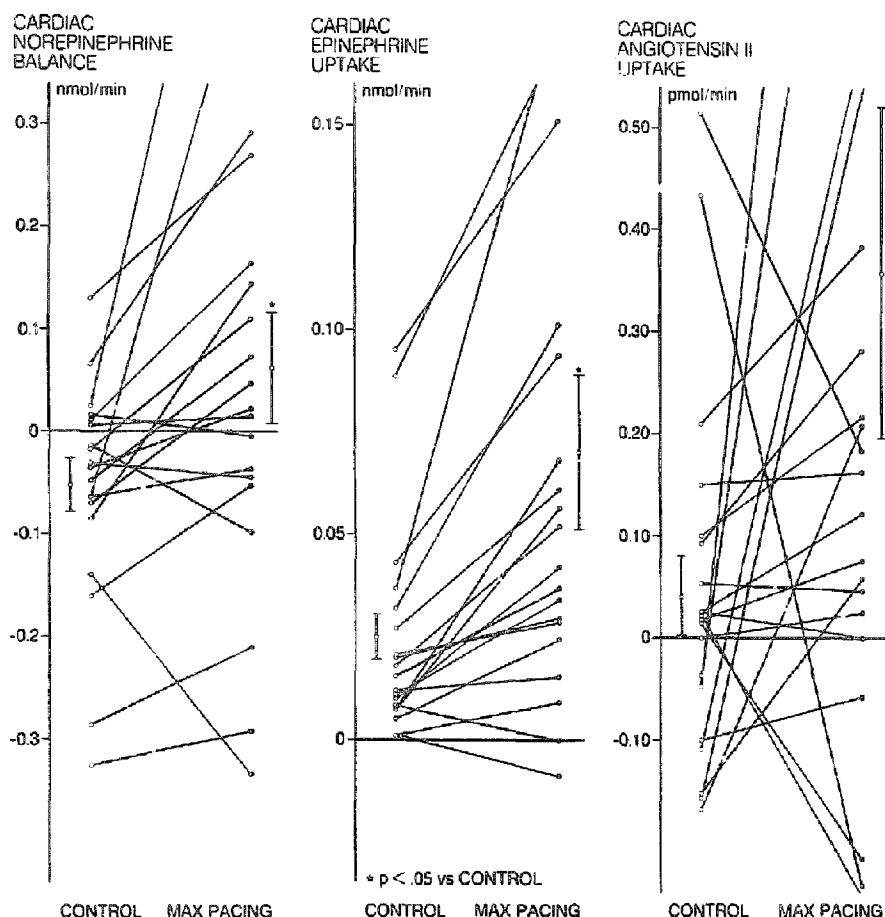 CARDIAC
NOREPINEPHRINE
BALANCE
nmol/min
0.3
0.2
0.1
*
0
-0.1
-0.2
-0.3
CONTROL MAX PACING
CARDIAC
EPINEPHRINE
UPTAKE
nmol/min
0.15
0.10
*
0.05
0
* p < .05 vs CONTROL
CONTROL MAX PACING
CARDIAC
ANGIOTENSIN II
UPTAKE
pmol/min
0.50
0.40
0.30
0.20
0.10
0
-0.10
CONTROL MAX PACING